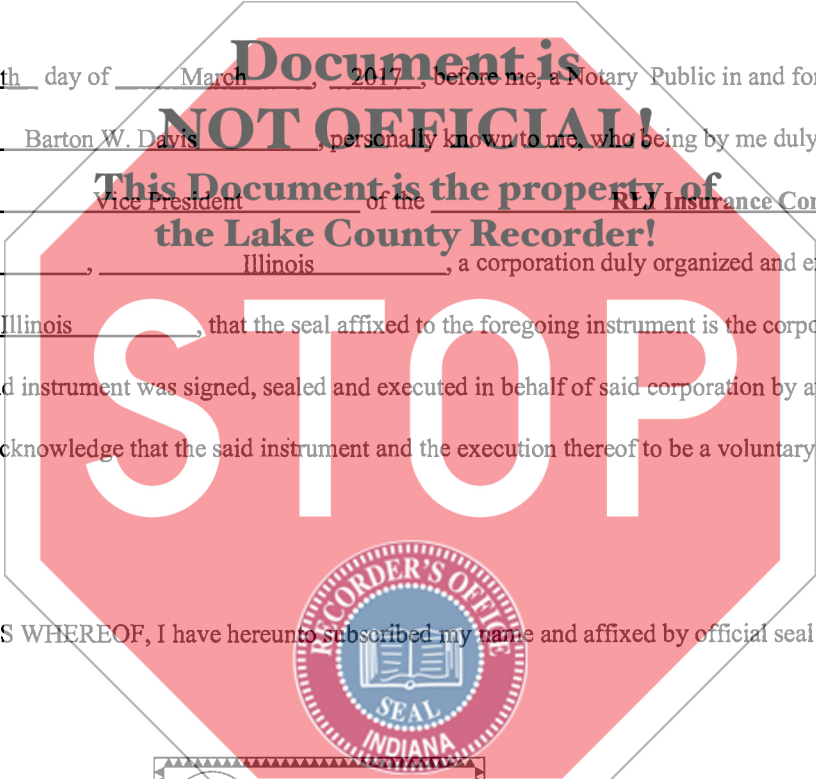 th day of March, 2017, before me, a Notary Public in and for
Barton W. Davis, personally known to me, who being by me duly
Vice President of the RLI Insurance Co
, Illinois, a corporation duly organized and e
Illinois, that the seal affixed to the foregoing instrument is the corpo
d instrument was signed, sealed and executed in behalf of said corporation by a
cknowledge that the said instrument and the execution thereof to be a voluntary
S WHEREOF, I have hereunto subscribed my name and affixed by official seal
Document is
NOT OFFICIAL!
This Document is the property of
the Lake County Recorder!
STOP
RECORDER'S OFFICE
SEAL
INDIANA